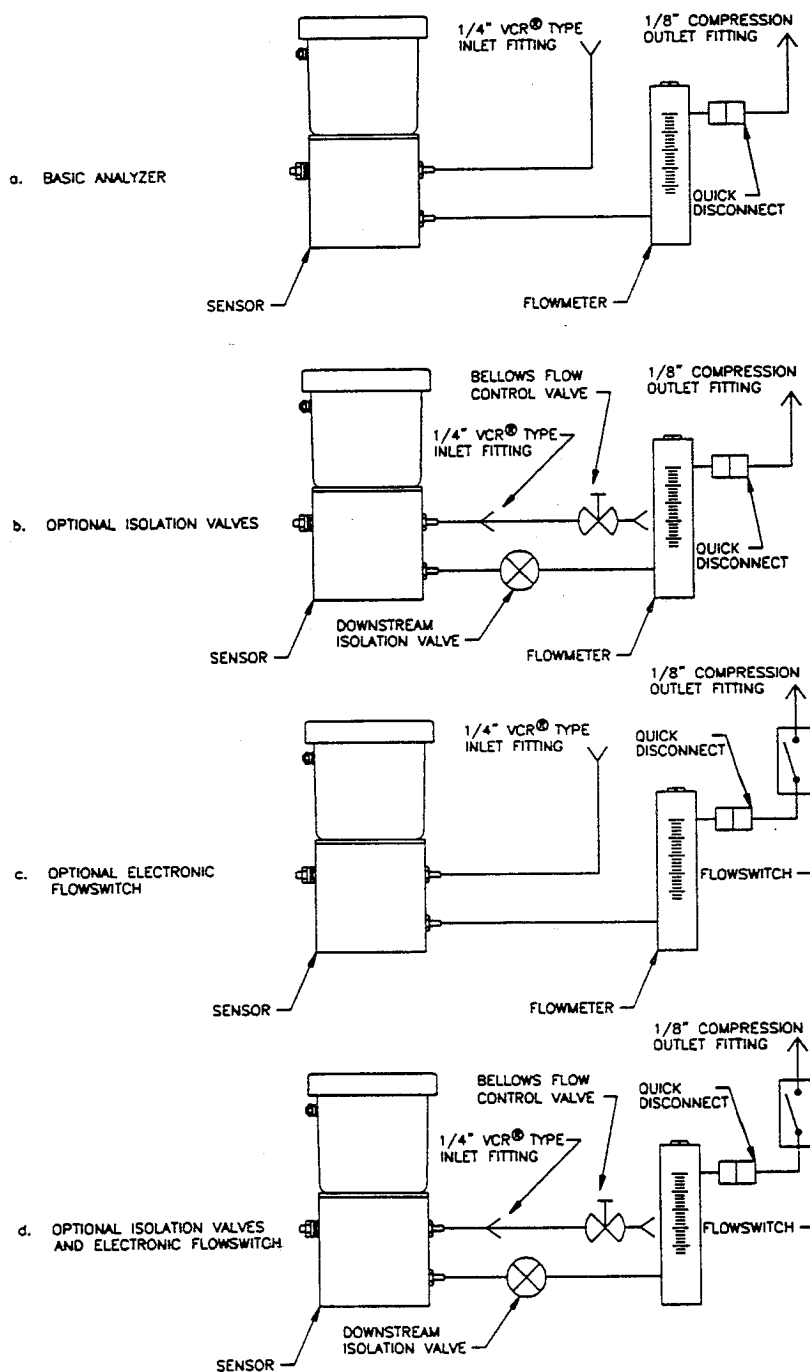 1/4" VCR® TYPE
INLET FITTING
1/8" COMPRESSION
OUTLET FITTING
a. BASIC ANALYZER
QUICK
DISCONNECT
SENSOR
FLOWMETER
BELLOWS FLOW
CONTROL VALVE
1/8" COMPRESSION
OUTLET FITTING
1/4" VCR® TYPE
INLET FITTING
b. OPTIONAL ISOLATION VALVES
QUICK
DISCONNECT
DOWNSTREAM
ISOLATION VALVE
SENSOR
FLOWMETER
1/8" COMPRESSION
OUTLET FITTING
1/4" VCR® TYPE
INLET FITTING
QUICK
DISCONNECT
c. OPTIONAL ELECTRONIC
FLOWSWITCH
FLOWSWITCH
SENSOR
FLOWMETER
1/8" COMPRESSION
OUTLET FITTING
BELLOWS FLOW
CONTROL VALVE
QUICK
DISCONNECT
1/4" VCR® TYPE
INLET FITTING
d. OPTIONAL ISOLATION VALVES
AND ELECTRONIC FLOWSWITCH
FLOWSWITCH
DOWNSTREAM
ISOLATION VALVE
SENSOR